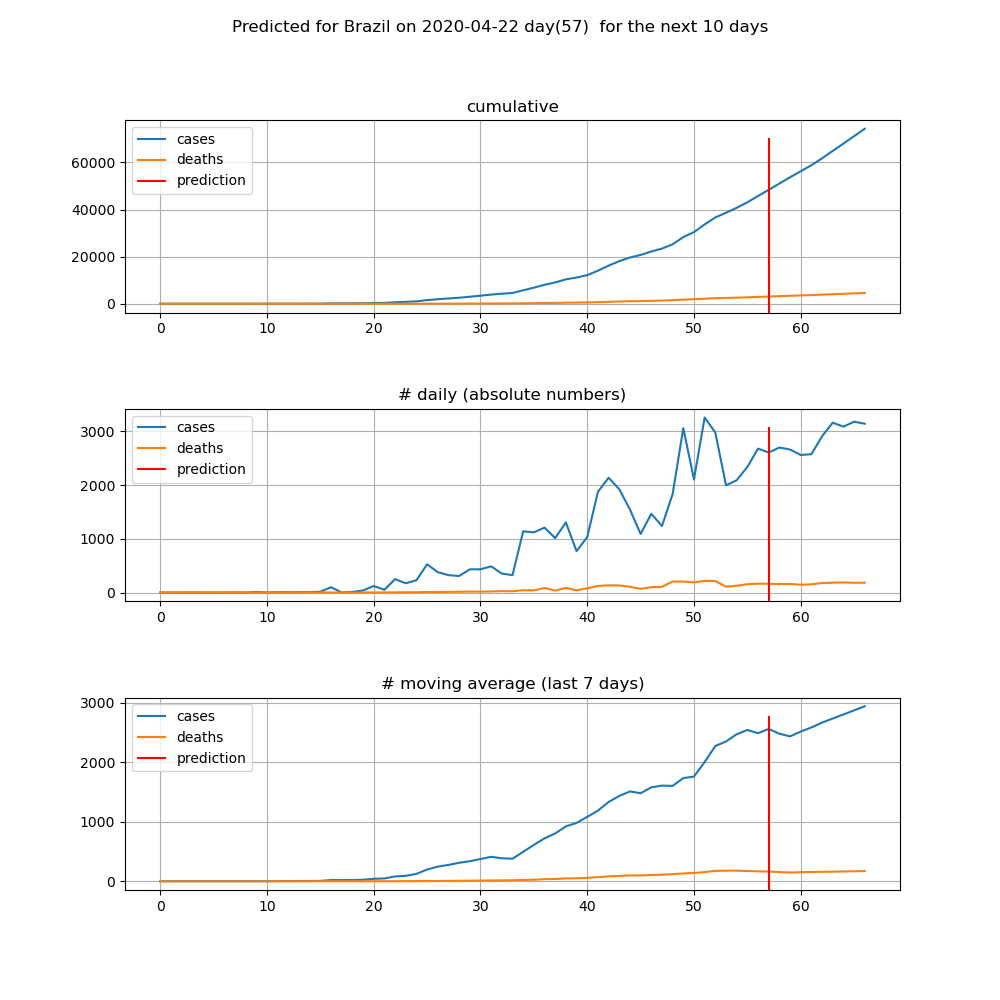 Predicted for Brazil on 2020-04-22 day(57)  for the next 10 days
cumulative
cases
deaths
prediction
60000
40000
20000
0
0 10 20 30 40 50 60
# daily (absolute numbers)
cases
deaths
prediction
3000
2000
1000
0
0 10 20 30 40 50 60
# moving average (last 7 days)
cases
deaths
prediction
3000
2000
1000
0
0 10 20 30 40 50 60